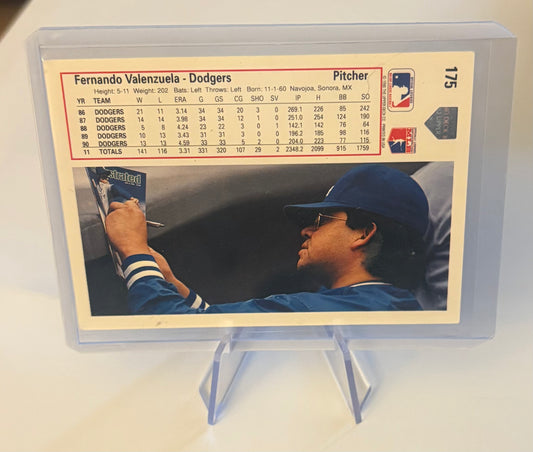 Fernando Valenzuela - Dodgers Pitcher
Height: 5-11 Weight: 202 Bats: Left Throws: Left Born: 11-1-60 Navojoa, Sonora, MX
YR TEAM W L ERA G GS CG SHO SV IP H BB SO
86 DODGERS 21 11 3.14 34 34 20 3 0 269.1 226 85 242
87 DODGERS 14 14 3.98 34 34 12 1 0 251.0 254 124 190
88 DODGERS 5 8 4.24 23 22 3 0 1 142.1 142 76 64
89 DODGERS 10 13 3.43 31 31 3 0 0 196.2 185 98 116
90 DODGERS 13 13 4.59 33 33 5 2 0 204.0 223 77 115
11 TOTALS 141 116 3.31 331 320 107 29 2 2348.2 2099 915 1759
175
strated